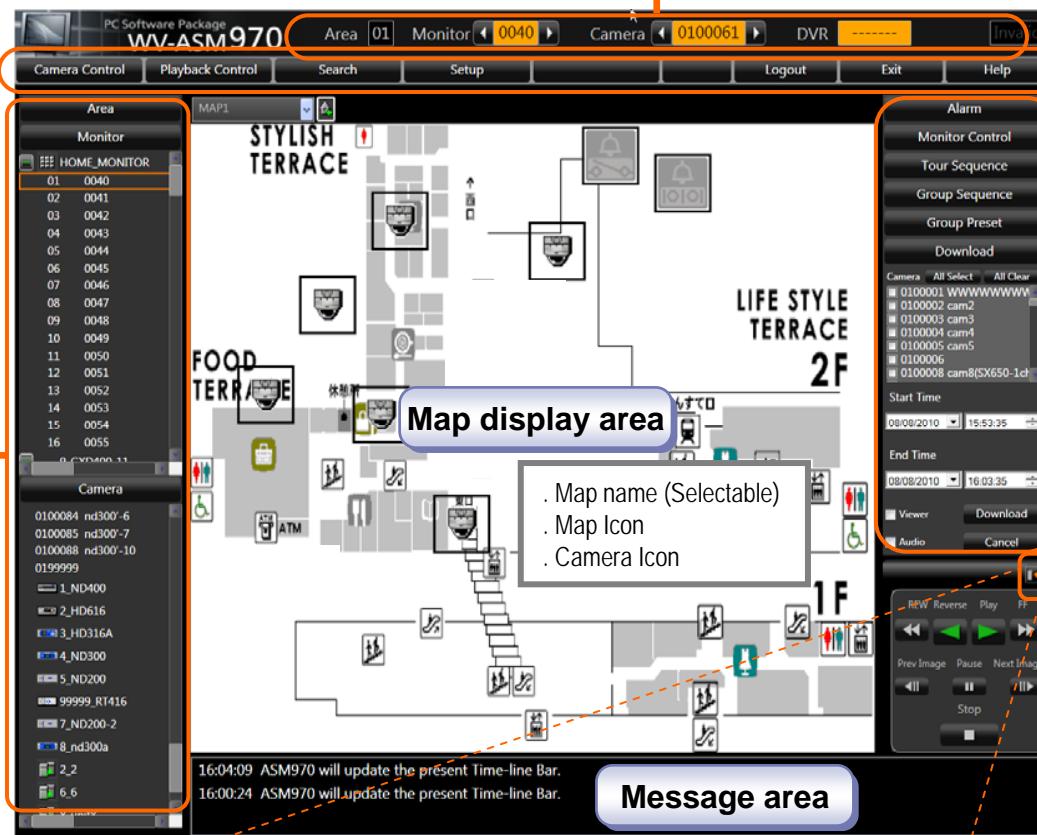 PC Software Package
WV-ASM970
Area 01 Monitor 0040 Camera 0100061 DVR -------
Camera Control Playback Control Search Setup Logout Exit Help
Area
Monitor
HOME_MONITOR
01 0040
02 0041
03 0042
04 0043
05 0044
06 0045
07 0046
08 0047
09 0048
10 0049
11 0050
12 0051
13 0052
14 0053
15 0054
16 0055
Camera
0100084 nd300'-6
0100085 nd300'-7
0100088 nd300'-10
0199999
1_ND400
2_HD616
3_HD316A
4_ND300
5_ND200
99999_RT416
7_ND200-2
8_nd300a
2_2
6_6
MAP1
STYLISH
TERRACE
LIFE STYLE
TERRACE
2F
FOOD
TERRACE
休憩所
Map display area
. Map name (Selectable)
. Map Icon
. Camera Icon
ATM
ATM
1F
16:04:09 ASM970 will update the present Time-line Bar.
16:00:24 ASM970 will update the present Time-line Bar.
Message area
Alarm
Monitor Control
Tour Sequence
Group Sequence
Group Preset
Download
Camera All Select All Clear
0100001 WWWWWWWW
0100002 cam2
0100003 cam3
0100004 cam4
0100005 cam5
0100006
0100008 cam8(SX650-1ch
Start Time
08/08/2010 15:53:35
End Time
08/08/2010 16:03:35
Viewer Download
Audio Cancel
REW Reverse Play FF
Prev Image Pause Next Image
Stop